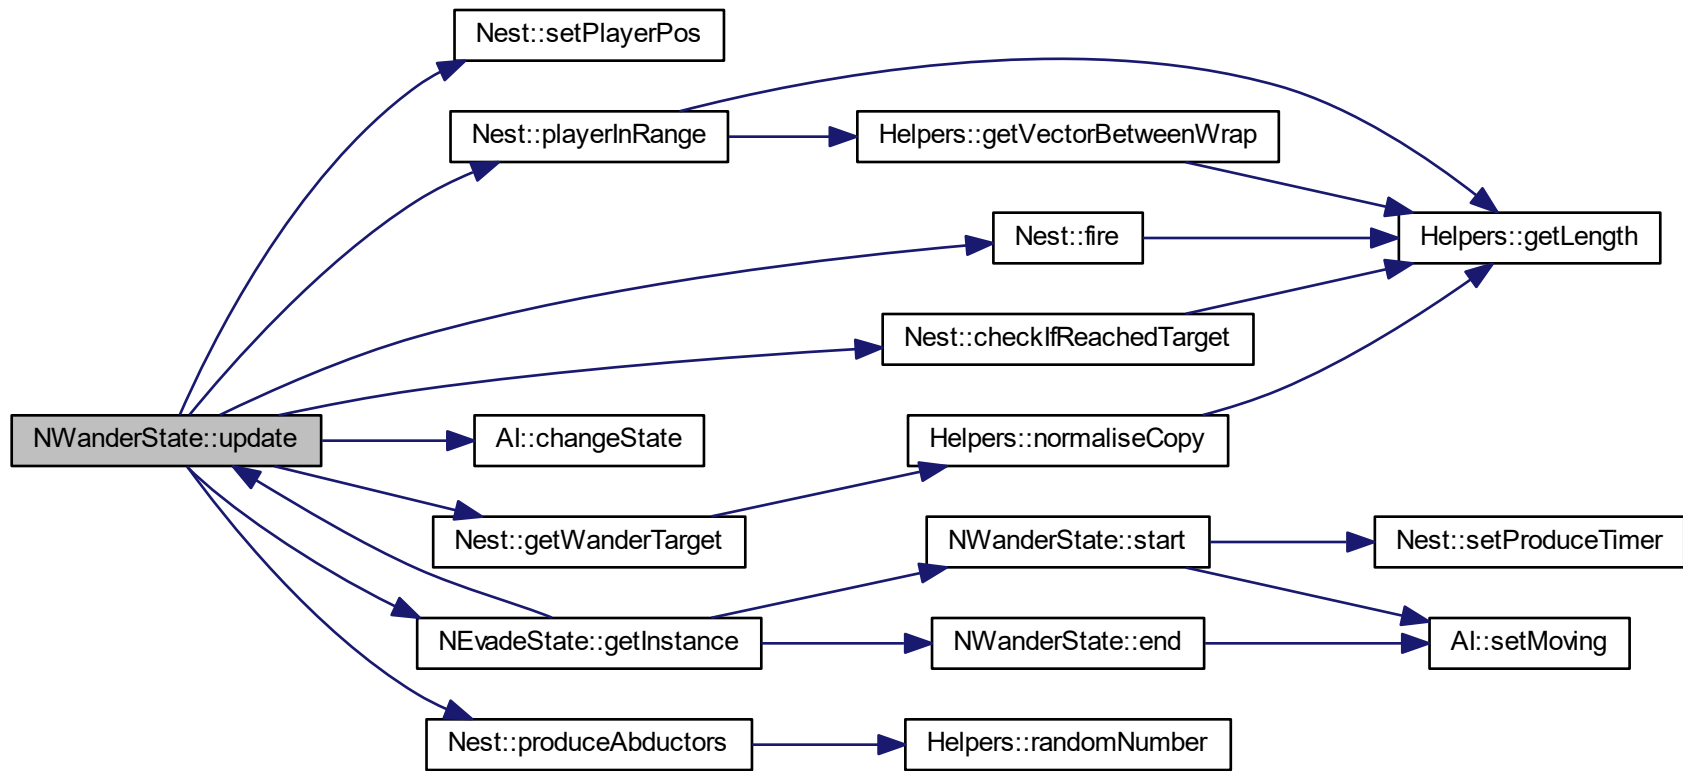 Nest::setPlayerPos
Nest::playerInRange
Helpers::getVectorBetweenWrap
Nest::fire
Helpers::getLength
Nest::checkIfReachedTarget
NWanderState::update
AI::changeState
Helpers::normaliseCopy
Nest::getWanderTarget
NWanderState::start
Nest::setProduceTimer
NEvadeState::getInstance
NWanderState::end
AI::setMoving
Nest::produceAbductors
Helpers::randomNumber